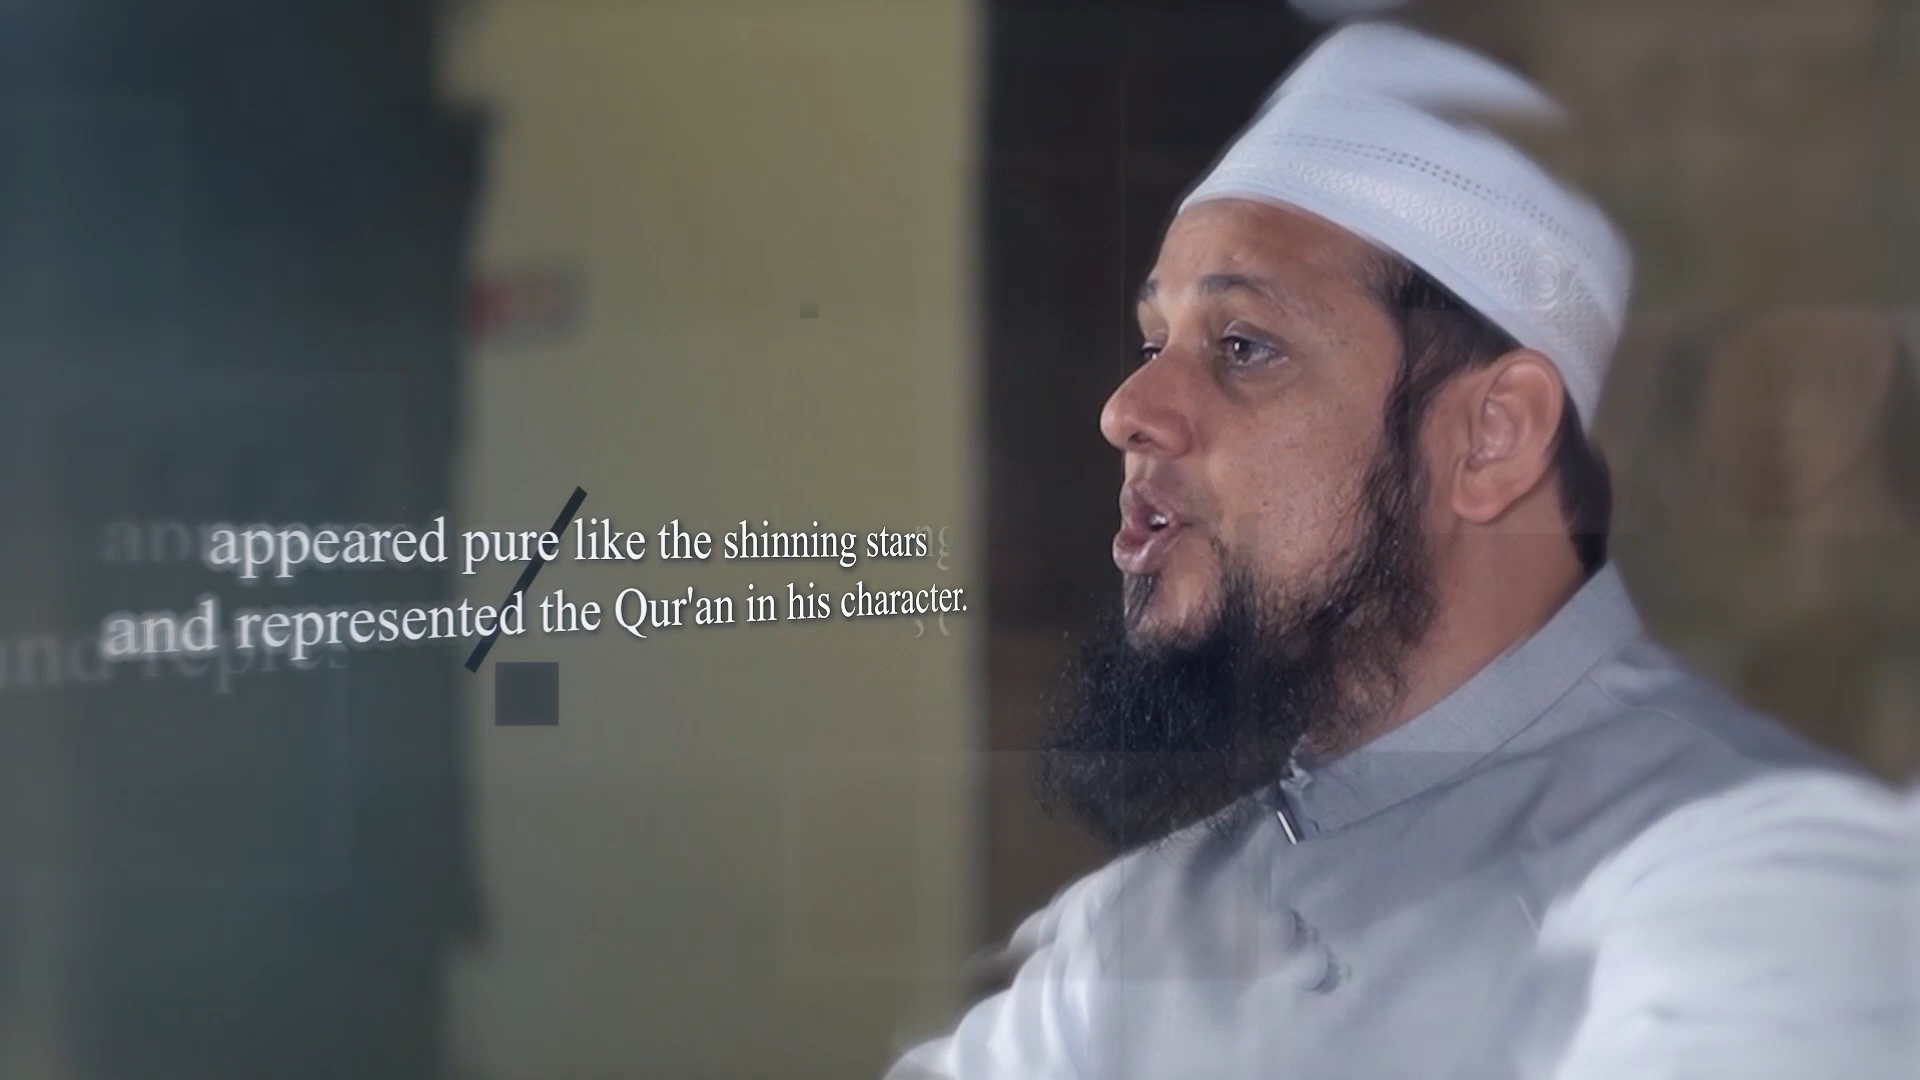 appeared pure like the shinning stars
and represented the Qur'an in his character.